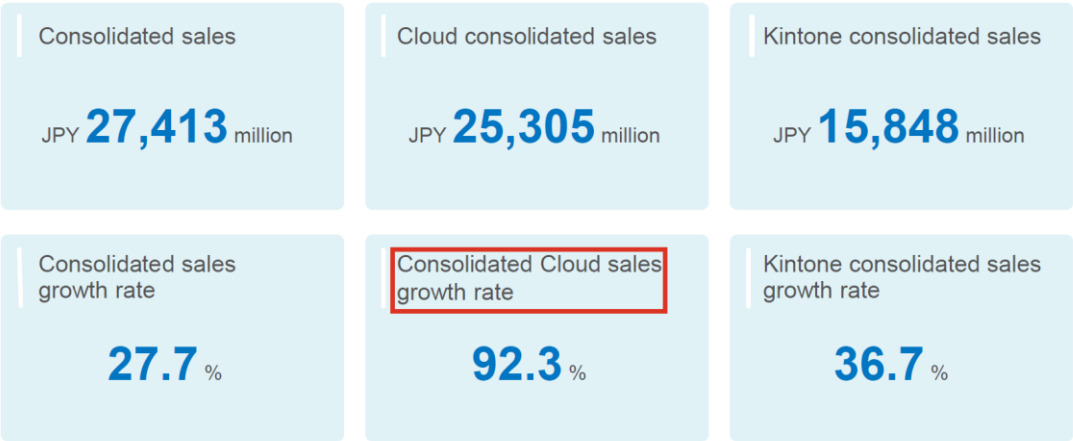 Consolidated sales
Cloud consolidated sales
Kintone consolidated sales
JPY 27,413 million
JPY 25,305 million
JPY 15,848 million
Consolidated sales
growth rate
Consolidated Cloud sales
growth rate
Kintone consolidated sales
growth rate
27.7 %
92.3 %
36.7 %